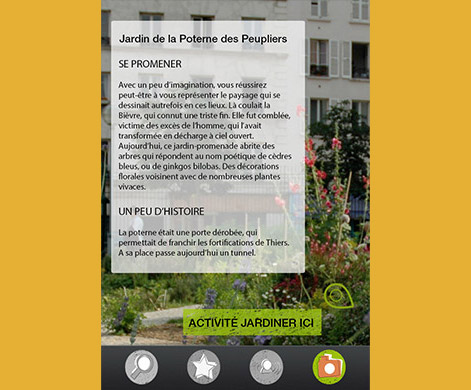 Jardin de la Poterne des Peupliers
SE PROMENER
Avec un peu d'imagination, vous réussirez
peut-être à vous représenter le paysage qui se
dessinait autrefois en ces lieux. Là coulait la
Bièvre, qui connut une triste fin. Elle fut comblée,
victime des excès de l'homme, qui l'avait
transformée en décharge à ciel ouvert.
Aujourd'hui, ce jardin-promenade abrite des
arbres qui répondent au nom poétique de cèdres
bleus, ou de ginkgos bilobas. Des décorations
florales voisinent avec de nombreuses plantes
vivaces.
UN PEU D'HISTOIRE
La poterne était une porte dérobée, qui
permettait de franchir les fortifications de Thiers.
A sa place passe aujourd'hui un tunnel.
ACTIVITÉ JARDINER ICI